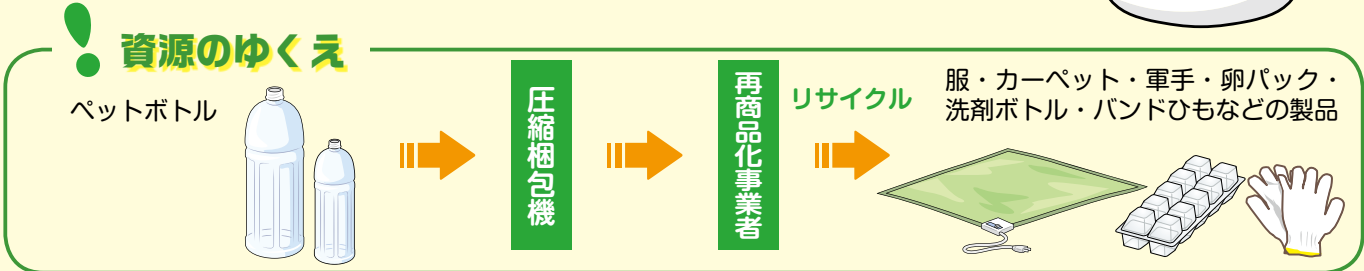 資源のゆくえ
ペットボトル
圧縮梱包機
再商品化事業者
リサイクル
服・カーペット・軍手・卵パック・
洗剤ボトル・バンドひもなどの製品